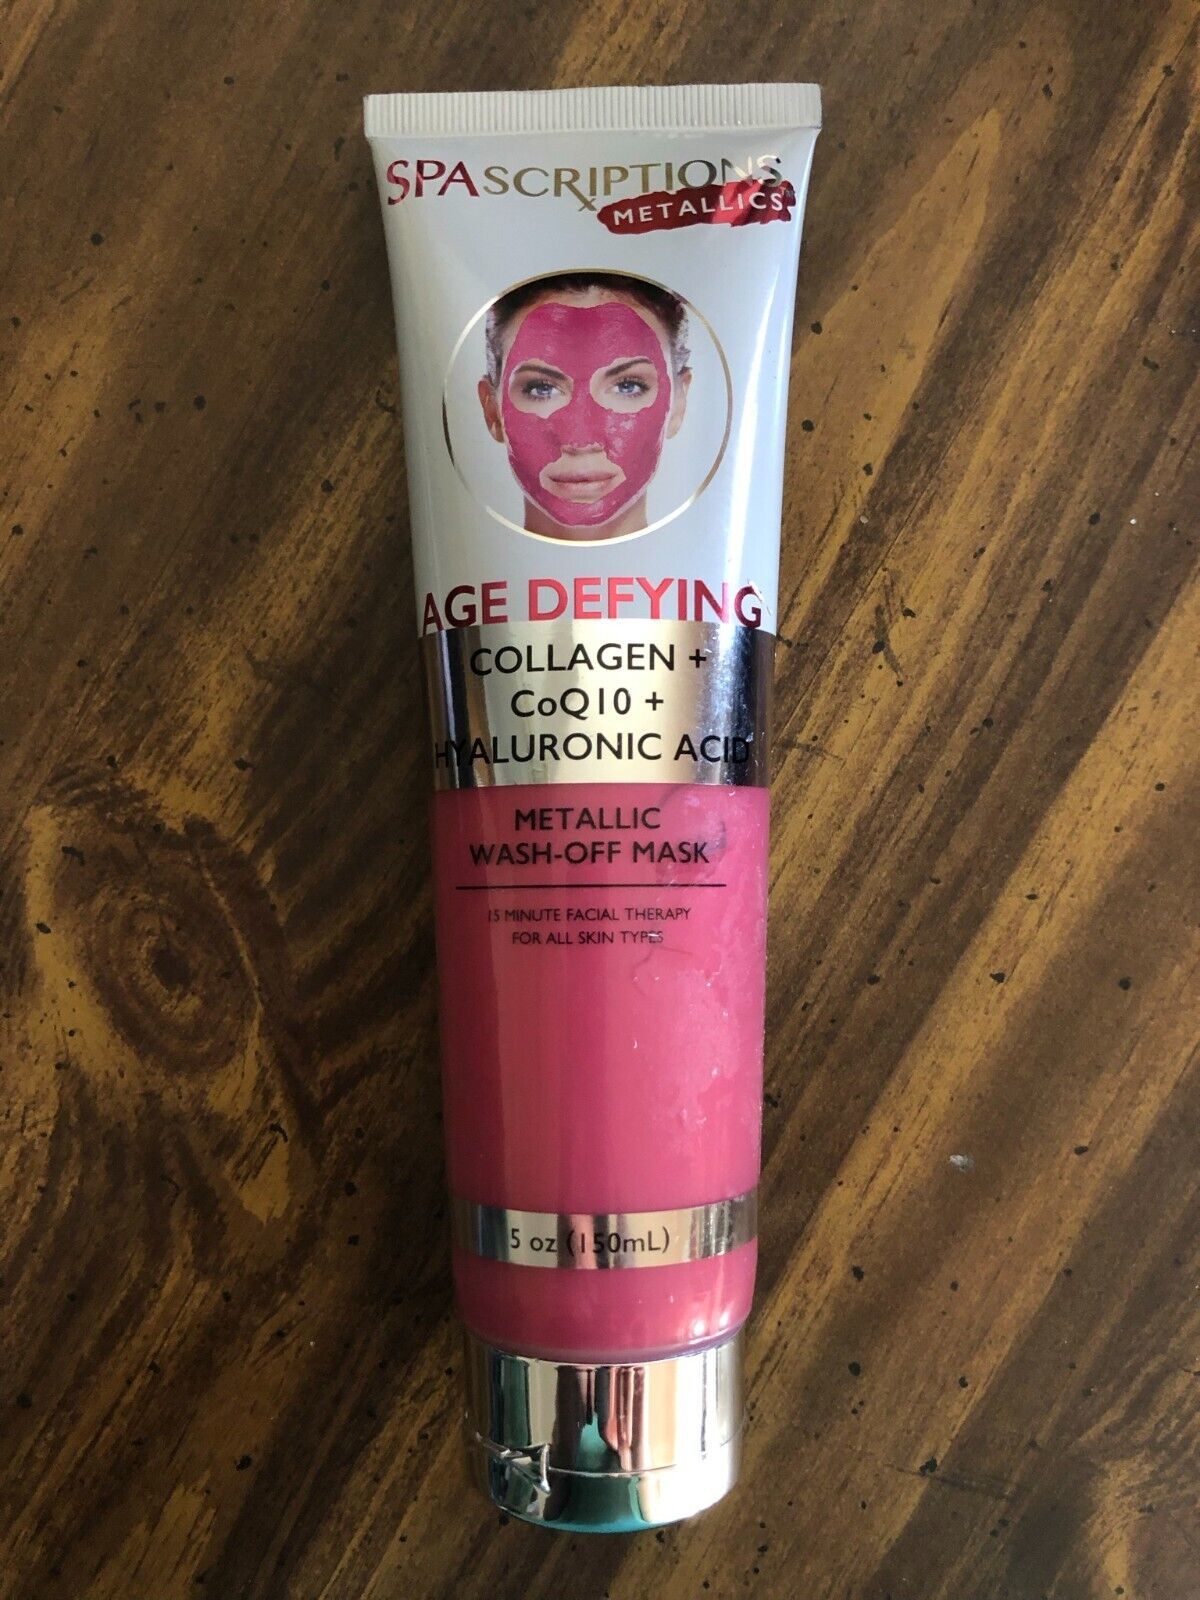 SPASCRIPTIONS
METALLICS™
AGE DEFYING
COLLAGEN +
CoQ10 +
HYALURONIC ACID
METALLIC
WASH-OFF MASK
15 MINUTE FACIAL THERAPY
FOR ALL SKIN TYPES
5 oz (150mL)